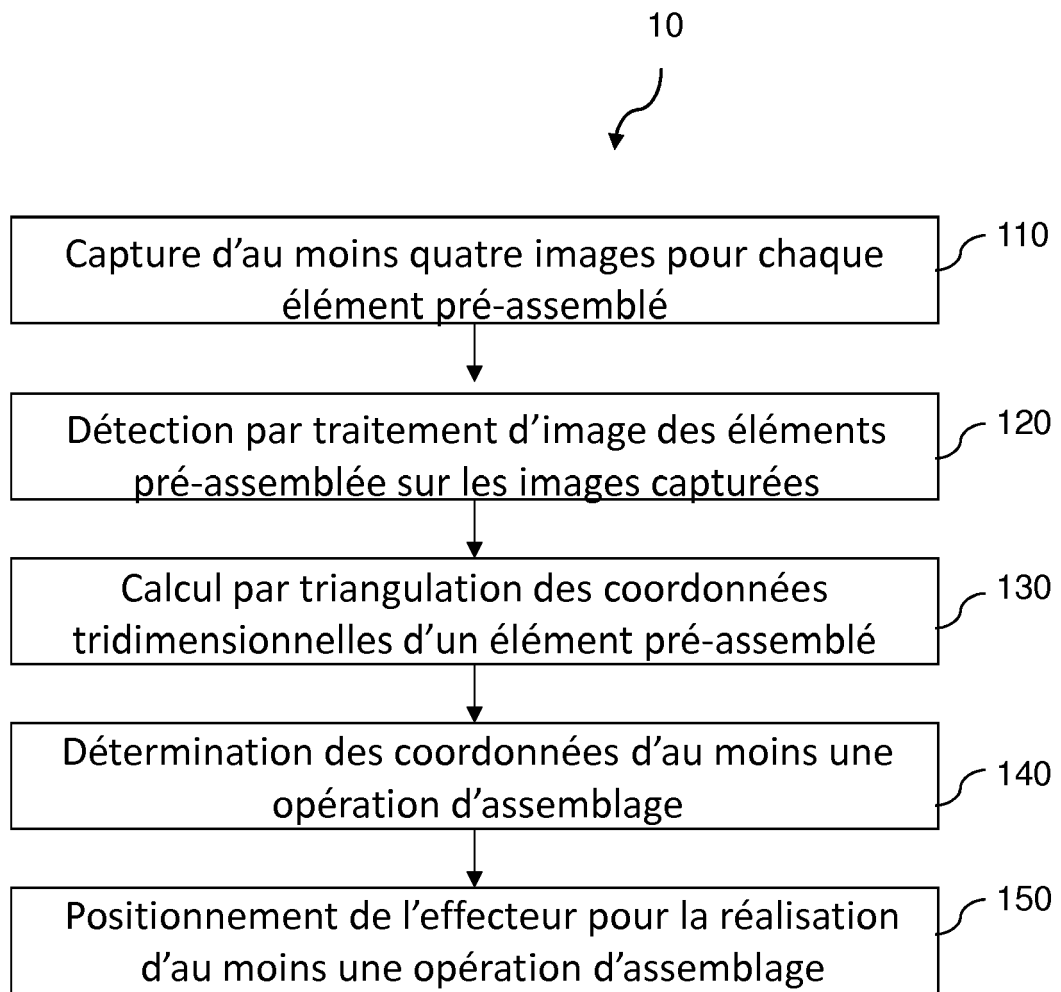 10
Capture d'au moins quatre images pour chaque
élément pré-assemblé
110
Détection par traitement d'image des éléments
pré-assemblée sur les images capturées
120
Calcul par triangulation des coordonnées
tridimensionnelles d'un élément pré-assemblé
130
Détermination des coordonnées d'au moins une
opération d'assemblage
140
Positionnement de l'effecteur pour la réalisation
d'au moins une opération d'assemblage
150